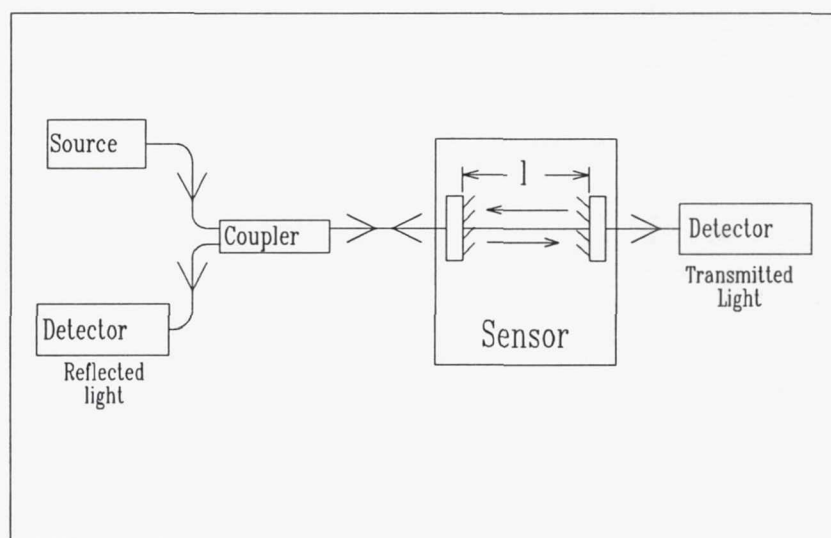 Source
l
Coupler
Detector
Transmitted
Light
Detector
Reflected
light
Sensor